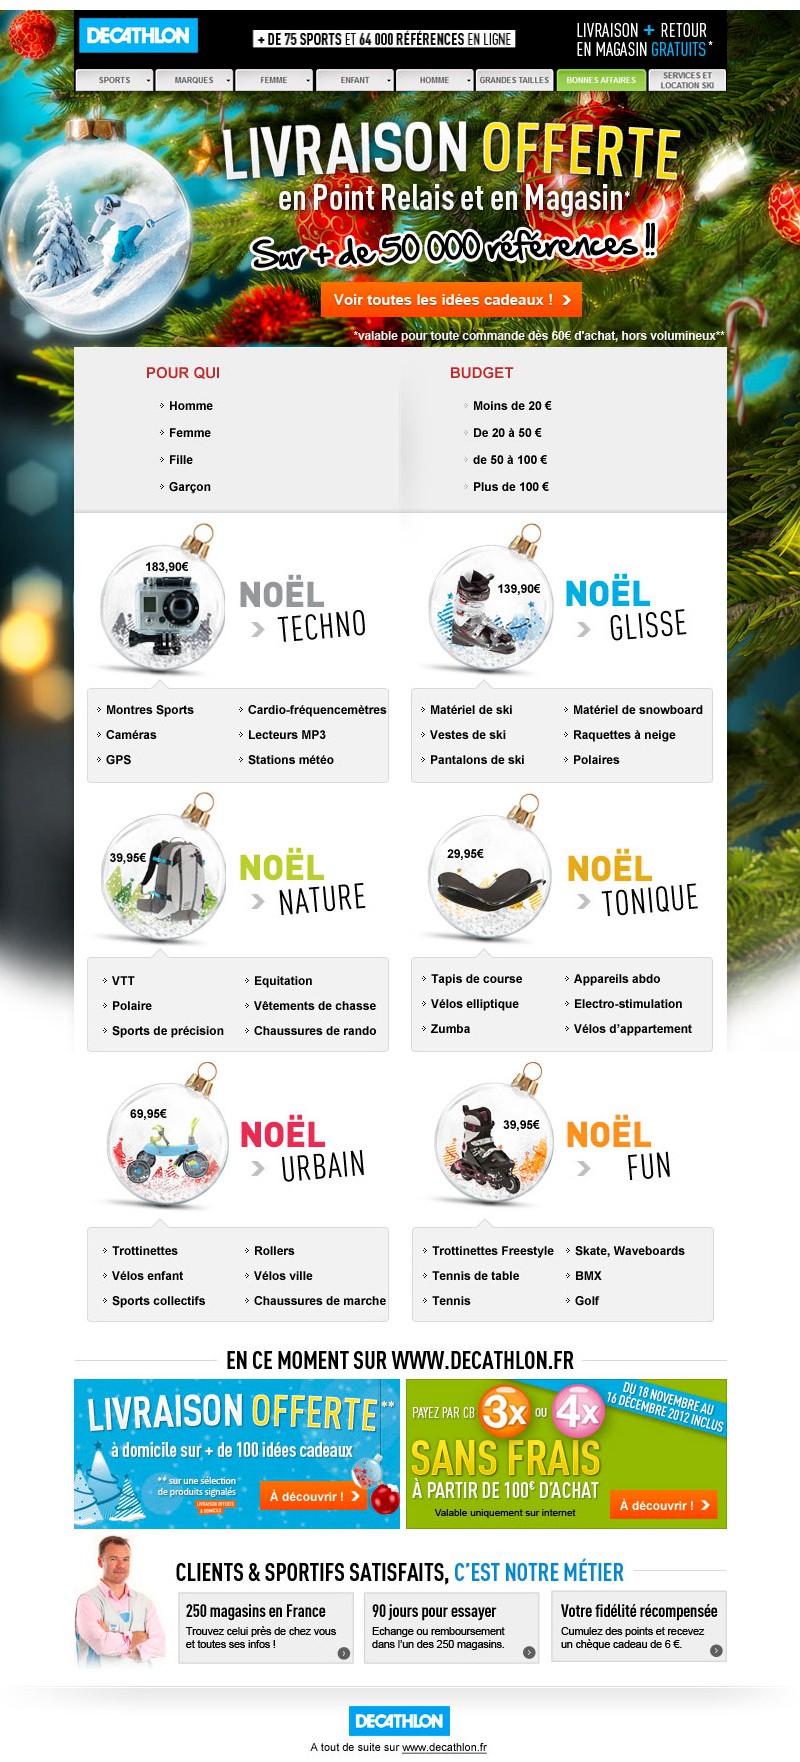 DECATHLON
+ DE 75 SPORTS ET 64 000 RÉFÉRENCES EN LIGNE
LIVRAISON + RETOUR
EN MAGASIN GRATUITS*
SPORTS
MARQUES
FEMME
ENFANT
HOMME
GRANDES TAILLES
BONNES AFFAIRES
SERVICES ET
LOCATION SKI
LIVRAISON OFFERTE
en Point Relais et en Magasin*
Sur + de 50 000 références !!
Voir toutes les idées cadeaux !
*valable pour toute commande dès 60€ d'achat, hors volumineux**
POUR QUI
Homme
Femme
Fille
Garçon
BUDGET
Moins de 20 €
De 20 à 50 €
de 50 à 100 €
Plus de 100 €
183,90€
NOËL
TECHNO
Montres Sports
Caméras
GPS
Cardio-fréquencemètres
Lecteurs MP3
Stations météo
139,90€
NOËL
GLISSE
Matériel de ski
Vestes de ski
Pantalons de ski
Matériel de snowboard
Raquettes à neige
Polaires
39,95€
NOËL
NATURE
VTT
Polaire
Sports de précision
Equitation
Vêtements de chasse
Chaussures de rando
29,95€
NOËL
TONIQUE
Tapis de course
Vélos elliptique
Zumba
Appareils abdo
Electro-stimulation
Vélos d'appartement
69,95€
NOËL
URBAIN
Trottinettes
Vélos enfant
Sports collectifs
Rollers
Vélos ville
Chaussures de marche
39,95€
NOËL
FUN
Trottinettes Freestyle
Tennis de table
Tennis
Skate, Waveboards
BMX
Golf
EN CE MOMENT SUR WWW.DECATHLON.FR
LIVRAISON OFFERTE**
à domicile sur + de 100 idées cadeaux
** sur une sélection
de produits signalés
LIVRAISON OFFERTE
À DOMICILE
À découvrir !
PAYEZ PAR CB 3x OU 4x
DU 18 NOVEMBRE AU
16 DÉCEMBRE 2012 INCLUS
SANS FRAIS
À PARTIR DE 100€ D'ACHAT
Valable uniquement sur internet
À découvrir !
CLIENTS & SPORTIFS SATISFAITS, C'EST NOTRE MÉTIER
250 magasins en France
Trouvez celui près de chez vous
et toutes ses infos !
90 jours pour essayer
Echange ou remboursement
dans l'un des 250 magasins.
Votre fidélité récompensée
Cumulez des points et recevez
un chèque cadeau de 6 €.
DECATHLON
A tout de suite sur www.decathlon.fr